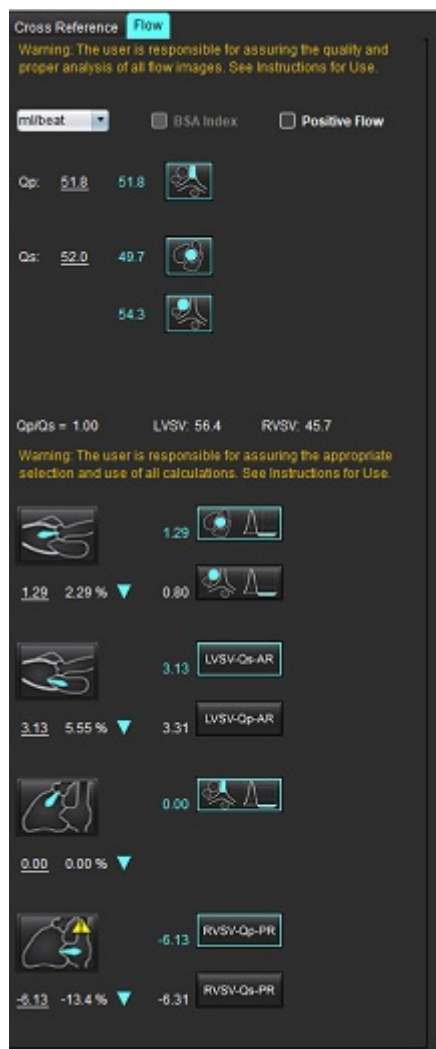 Cross Reference Flow
Warning: The user is responsible for assuring the quality and
proper analysis of all flow images. See Instructions for Use.
ml/beat BSA Index Positive Flow
Qp: 51.8 51.8
Qs: 52.0 49.7
54.3
Qp/Qs = 1.00 LVSV: 56.4 RVSV: 45.7
Warning: The user is responsible for assuring the appropriate
selection and use of all calculations. See Instructions for Use.
1.29
1.29 2.29 % 0.80
3.13 LVSV-Qs-AR
3.13 5.55 % 3.31 LVSV-Qp-AR
0.00
0.00 0.00 %
-6.13 RVSV-Qp-PR
-6.13 -13.4 % -6.31 RVSV-Qs-PR